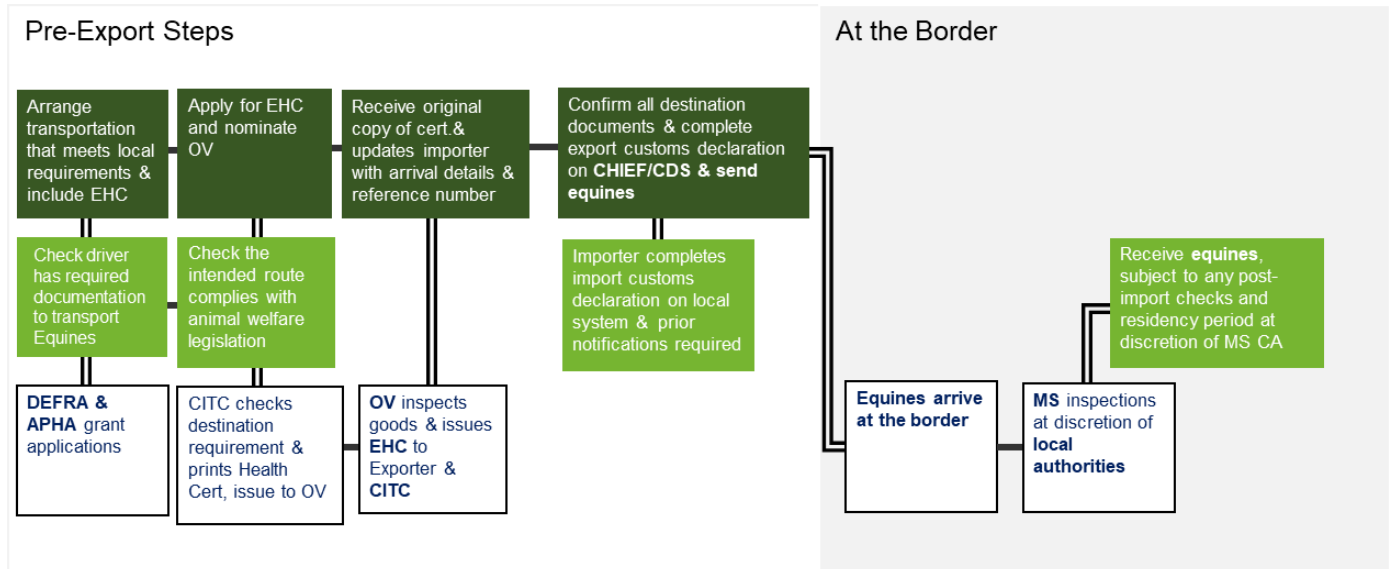 Pre-Export Steps
At the Border
Arrange
transportation
that meets local
requirements &
include EHC
Apply for EHC
and nominate
OV
Receive original
copy of cert.&
updates importer
with arrival details &
reference number
Confirm all destination
documents & complete
export customs declaration
on CHIEF/CDS & send
equines
Check driver
has required
documentation
to transport
Equines
Check the
intended route
complies with
animal welfare
legislation
Importer completes
import customs
declaration on local
system & prior
notifications required
Receive equines,
subject to any post-
import checks and
residency period at
discretion of MS CA
DEFRA &
APHA grant
applications
CITC checks
destination
requirement &
prints Health
Cert, issue to OV
OV inspects
goods & issues
EHC to
Exporter &
CITC
Equines arrive
at the border
MS inspections
at discretion of
local
authorities